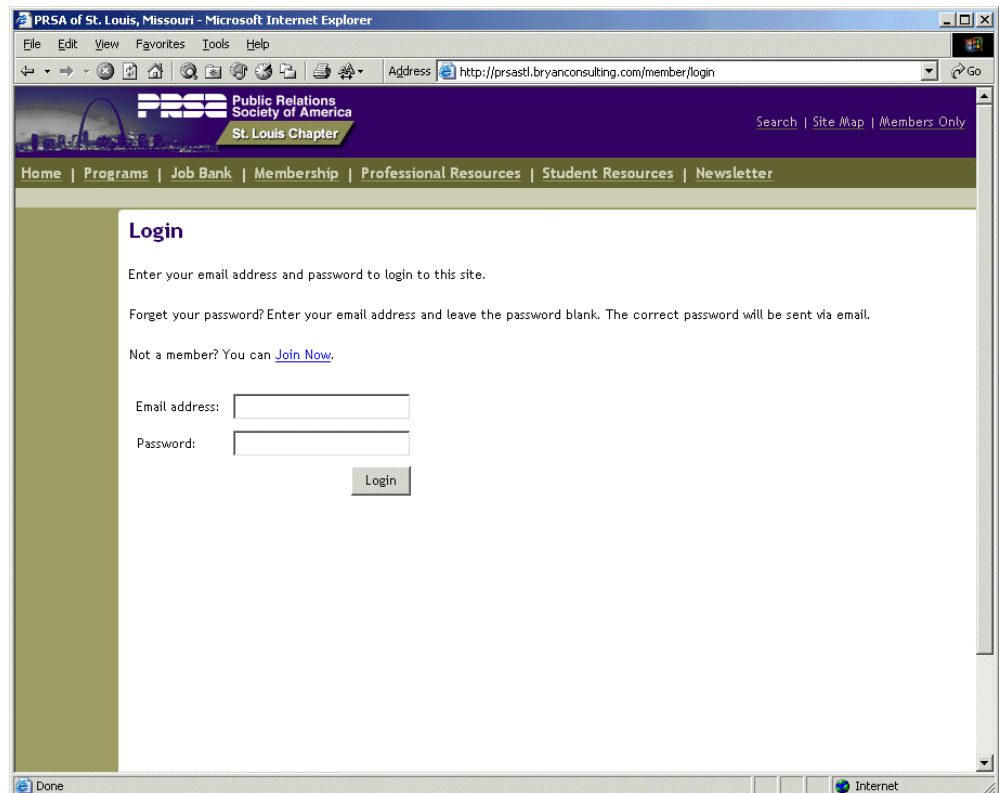 PRSA of St. Louis, Missouri - Microsoft Internet Explorer
File Edit View Favorites Tools Help
Address http://prsastl.bryanconsulting.com/member/login Go
PRSA Public Relations
Society of America
St. Louis Chapter
Search | Site Map | Members Only
Home | Programs | Job Bank | Membership | Professional Resources | Student Resources | Newsletter
Login
Enter your email address and password to login to this site.
Forget your password? Enter your email address and leave the password blank. The correct password will be sent via email.
Not a member? You can Join Now.
Email address:
Password:
Login
Done Internet